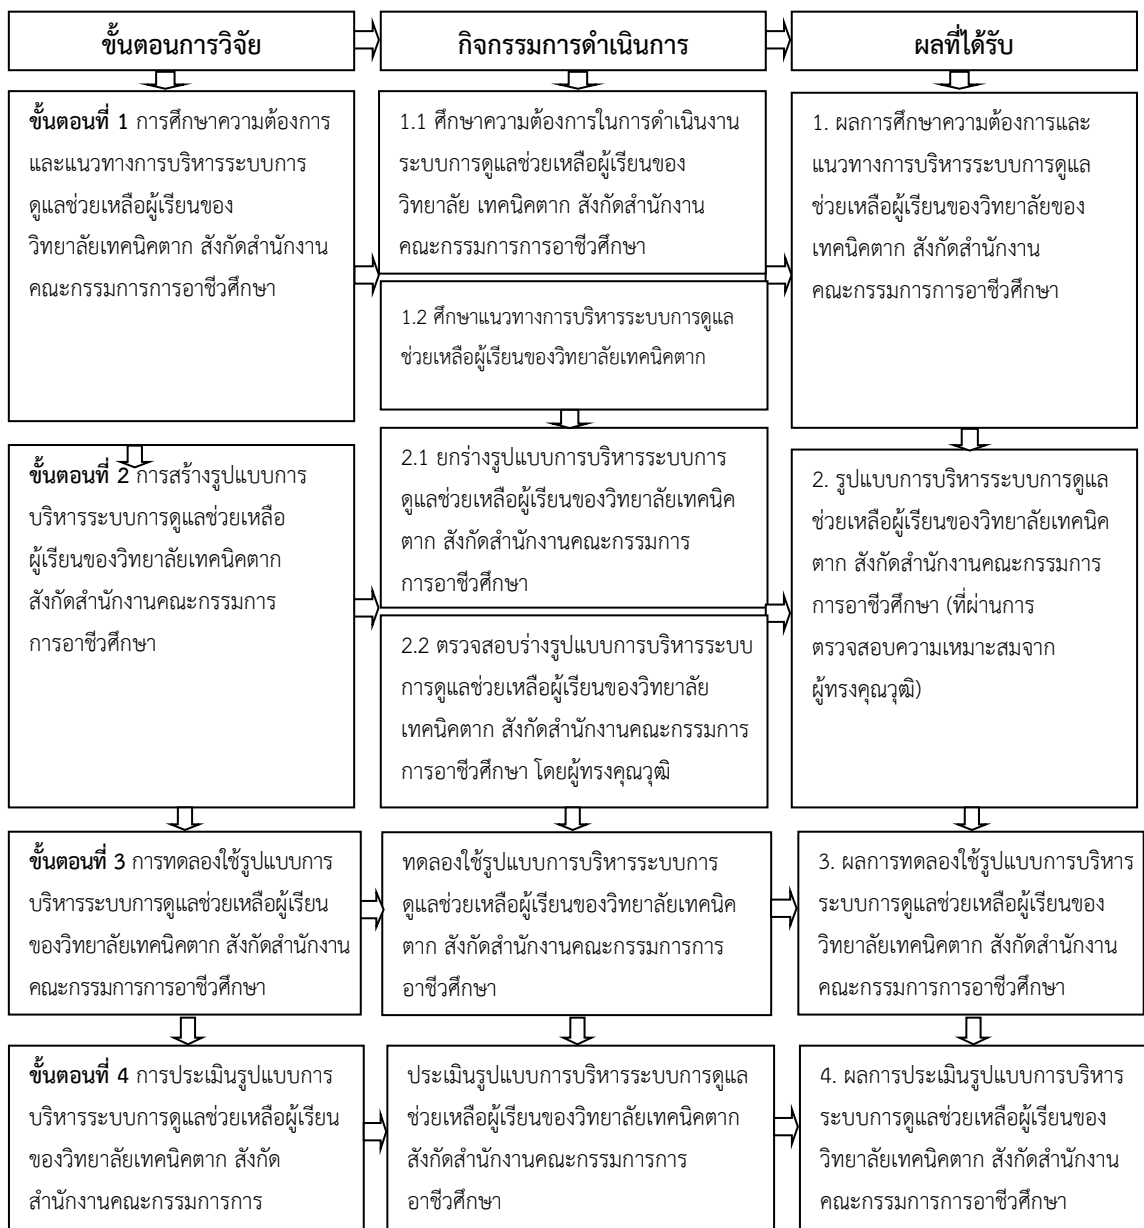 ขั้นตอนการวิจัย
กิจกรรมการดำเนินการ
ผลที่ได้รับ
ขั้นตอนที่ 1 การศึกษาความต้องการ
และแนวทางการบริหารระบบการ
ดูแลช่วยเหลือผู้เรียนของ
วิทยาลัยเทคนิคตาก สังกัดสำนักงาน
คณะกรรมการการอาชีวศึกษา
1.1 ศึกษาความต้องการในการดำเนินงาน
ระบบการดูแลช่วยเหลือผู้เรียนของ
วิทยาลัย เทคนิคตาก สังกัดสำนักงาน
คณะกรรมการการอาชีวศึกษา
1.2 ศึกษาแนวทางการบริหารระบบการดูแล
ช่วยเหลือผู้เรียนของวิทยาลัยเทคนิคตาก
1. ผลการศึกษาความต้องการและ
แนวทางการบริหารระบบการดูแล
ช่วยเหลือผู้เรียนของวิทยาลัยของ
เทคนิคตาก สังกัดสำนักงาน
คณะกรรมการการอาชีวศึกษา
ขั้นตอนที่ 2 การสร้างรูปแบบการ
บริหารระบบการดูแลช่วยเหลือ
ผู้เรียนของวิทยาลัยเทคนิคตาก
สังกัดสำนักงานคณะกรรมการ
การอาชีวศึกษา
2.1 ยกร่างรูปแบบการบริหารระบบการ
ดูแลช่วยเหลือผู้เรียนของวิทยาลัยเทคนิค
ตาก สังกัดสำนักงานคณะกรรมการ
การอาชีวศึกษา
2.2 ตรวจสอบร่างรูปแบบการบริหารระบบ
การดูแลช่วยเหลือผู้เรียนของวิทยาลัย
เทคนิคตาก สังกัดสำนักงานคณะกรรมการ
การอาชีวศึกษา โดยผู้ทรงคุณวุฒิ
2. รูปแบบการบริหารระบบการดูแล
ช่วยเหลือผู้เรียนของวิทยาลัยเทคนิค
ตาก สังกัดสำนักงานคณะกรรมการ
การอาชีวศึกษา (ที่ผ่านการ
ตรวจสอบความเหมาะสมจาก
ผู้ทรงคุณวุฒิ)
ขั้นตอนที่ 3 การทดลองใช้รูปแบบการ
บริหารระบบการดูแลช่วยเหลือผู้เรียน
ของวิทยาลัยเทคนิคตาก สังกัดสำนักงาน
คณะกรรมการการอาชีวศึกษา
ทดลองใช้รูปแบบการบริหารระบบการ
ดูแลช่วยเหลือผู้เรียนของวิทยาลัยเทคนิค
ตาก สังกัดสำนักงานคณะกรรมการการ
อาชีวศึกษา
3. ผลการทดลองใช้รูปแบบการบริหาร
ระบบการดูแลช่วยเหลือผู้เรียนของ
วิทยาลัยเทคนิคตาก สังกัดสำนักงาน
คณะกรรมการการอาชีวศึกษา
ขั้นตอนที่ 4 การประเมินรูปแบบการ
บริหารระบบการดูแลช่วยเหลือผู้เรียน
ของวิทยาลัยเทคนิคตาก สังกัด
สำนักงานคณะกรรมการการ
ประเมินรูปแบบการบริหารระบบการดูแล
ช่วยเหลือผู้เรียนของวิทยาลัยเทคนิคตาก
สังกัดสำนักงานคณะกรรมการการ
อาชีวศึกษา
4. ผลการประเมินรูปแบบการบริหาร
ระบบการดูแลช่วยเหลือผู้เรียนของ
วิทยาลัยเทคนิคตาก สังกัดสำนักงาน
คณะกรรมการการอาชีวศึกษา